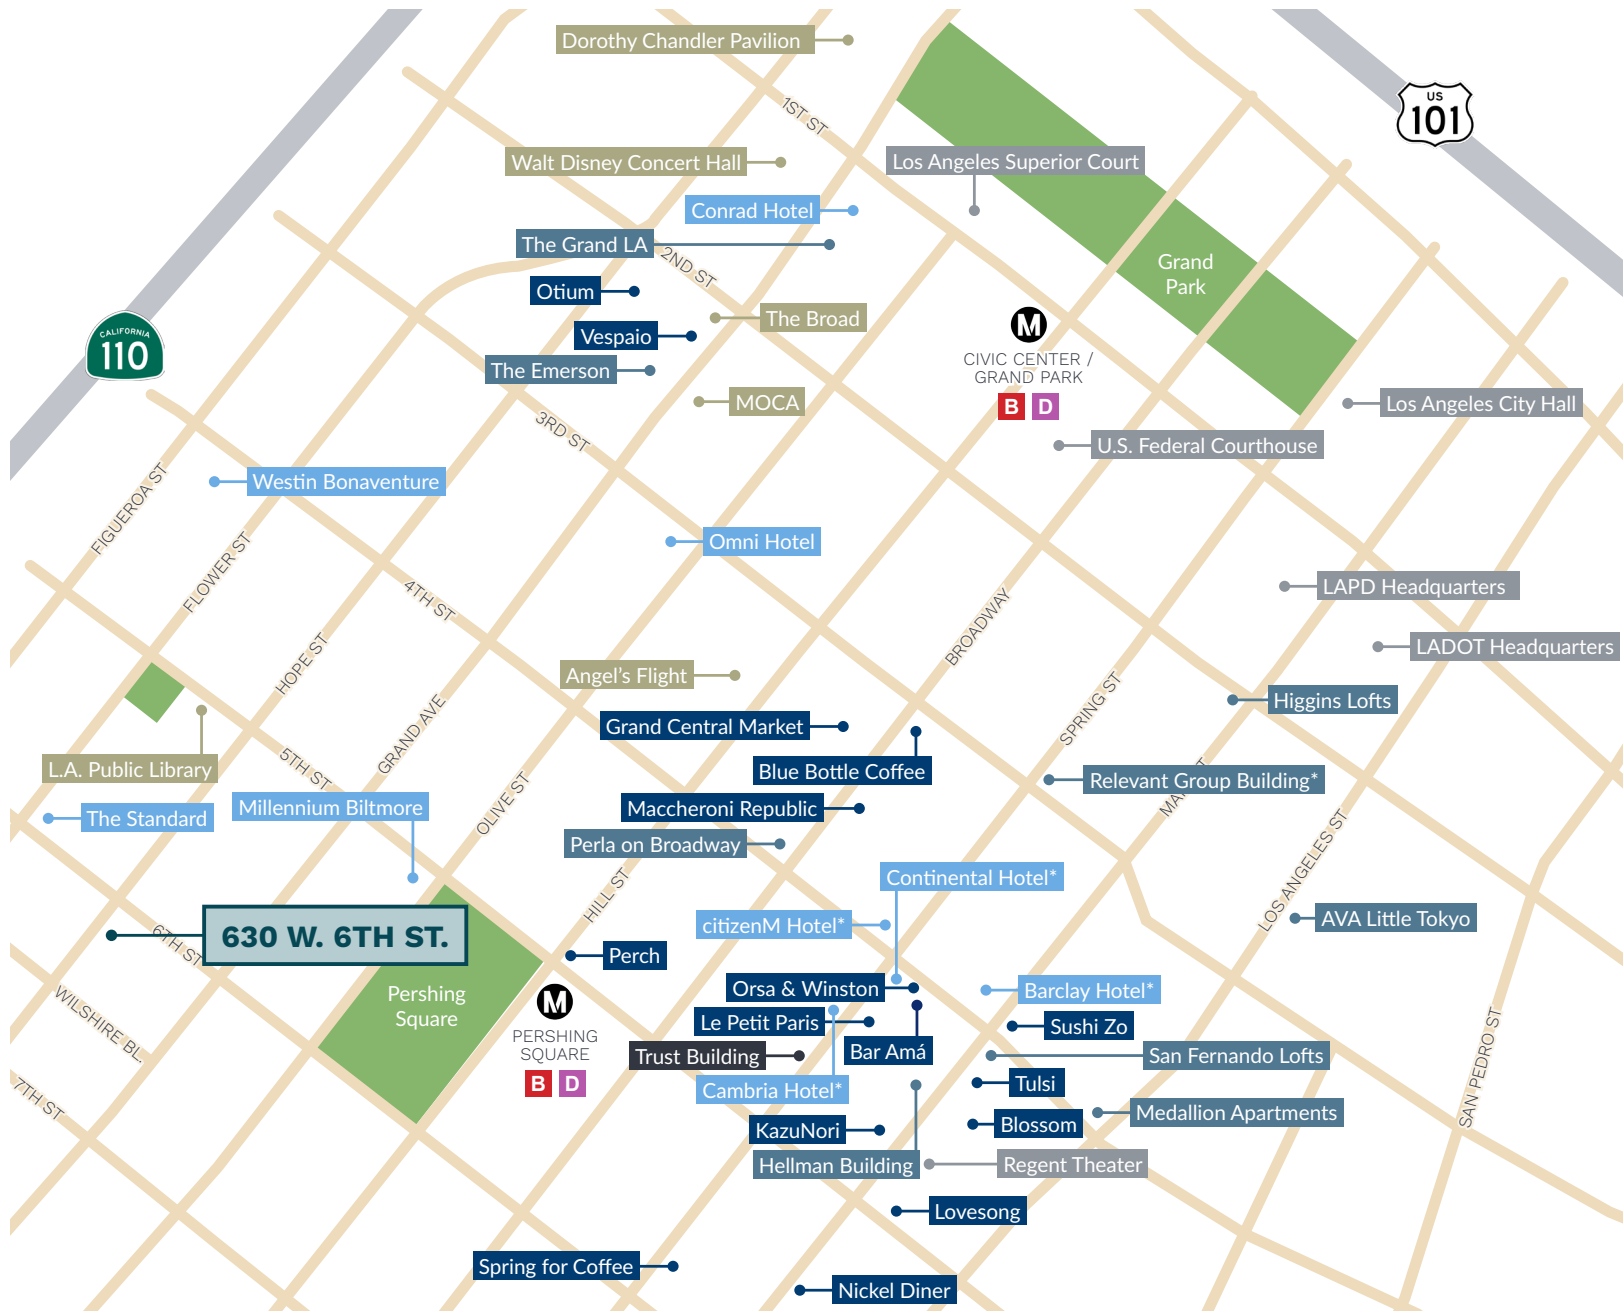 Dorothy Chandler Pavilion
US
101
1ST ST
Walt Disney Concert Hall
Los Angeles Superior Court
Conrad Hotel
The Grand LA
2ND ST
Grand
Park
Otium
The Broad
Vespaio
CALIFORNIA
110
M
CIVIC CENTER /
GRAND PARK
B D
The Emerson
MOCA
Los Angeles City Hall
3RD ST
U.S. Federal Courthouse
Westin Bonaventure
FIGUEROA ST
Omni Hotel
FLOWER ST
4TH ST
LAPD Headquarters
BROADWAY
LADOT Headquarters
HOPE ST
Angel's Flight
Higgins Lofts
SPRING ST
Grand Central Market
GRAND AVE
L.A. Public Library
5TH ST
Blue Bottle Coffee
Relevant Group Building*
The Standard
Millennium Biltmore
OLIVE ST
Maccheroni Republic
Perla on Broadway
LOS ANGELES ST
Continental Hotel*
HILL ST
citizenM Hotel*
AVA Little Tokyo
630 W. 6TH ST.
6TH ST
Perch
Orsa & Winston
Barclay Hotel*
Pershing
Square
M
PERSHING
SQUARE
B D
WILSHIRE BL.
Le Petit Paris
Sushi Zo
Bar Amá
Trust Building
San Fernando Lofts
SAN PEDRO ST
7TH ST
Cambria Hotel*
Tulsi
Medallion Apartments
KazuNori
Blossom
Hellman Building
Regent Theater
Lovesong
Spring for Coffee
Nickel Diner